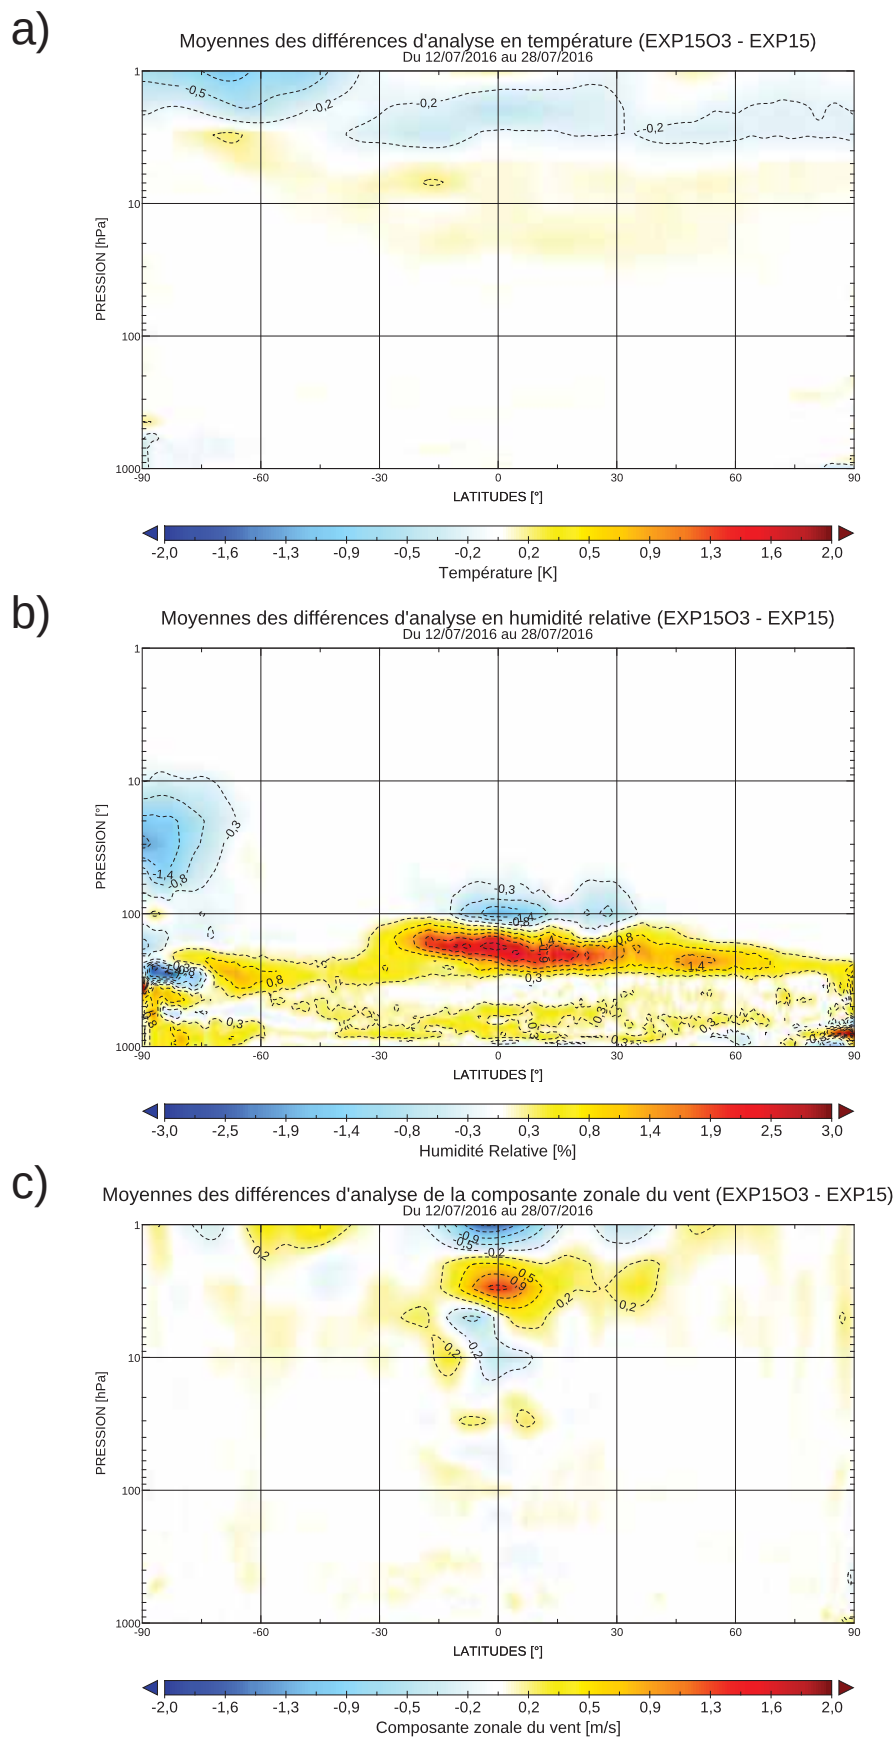 a)
Moyennes des différences d'analyse en température (EXP15O3 - EXP15)
Du 12/07/2016 au 28/07/2016
1
10
100
1000
PRESSION [hPa]
-0,5
-0,2
-0,2
-0,2
-90 -60 -30 0 30 60 90
LATITUDES [°]
-2,0 -1,6 -1,3 -0,9 -0,5 -0,2 0,2 0,5 0,9 1,3 1,6 2,0
Température [K]
b)
Moyennes des différences d'analyse en humidité relative (EXP15O3 - EXP15)
Du 12/07/2016 au 28/07/2016
1
10
100
1000
PRESSION [°]
-0,3
-1,4
-0,8
-0,3
-0,8
1,4
0,8
0,8
0,3
1,4
0,3
0,3
0,3
-90 -60 -30 0 30 60 90
LATITUDES [°]
-3,0 -2,5 -1,9 -1,4 -0,8 -0,3 0,3 0,8 1,4 1,9 2,5 3,0
Humidité Relative [%]
c)
Moyennes des différences d'analyse de la composante zonale du vent (EXP15O3 - EXP15)
Du 12/07/2016 au 28/07/2016
1
10
100
1000
PRESSION [hPa]
0,2
-0,9
-0,5
-0,2
0,5
0,9
0,2
0,2
0,2
-0,2
-90 -60 -30 0 30 60 90
LATITUDES [°]
-2,0 -1,6 -1,3 -0,9 -0,5 -0,2 0,2 0,5 0,9 1,3 1,6 2,0
Composante zonale du vent [m/s]